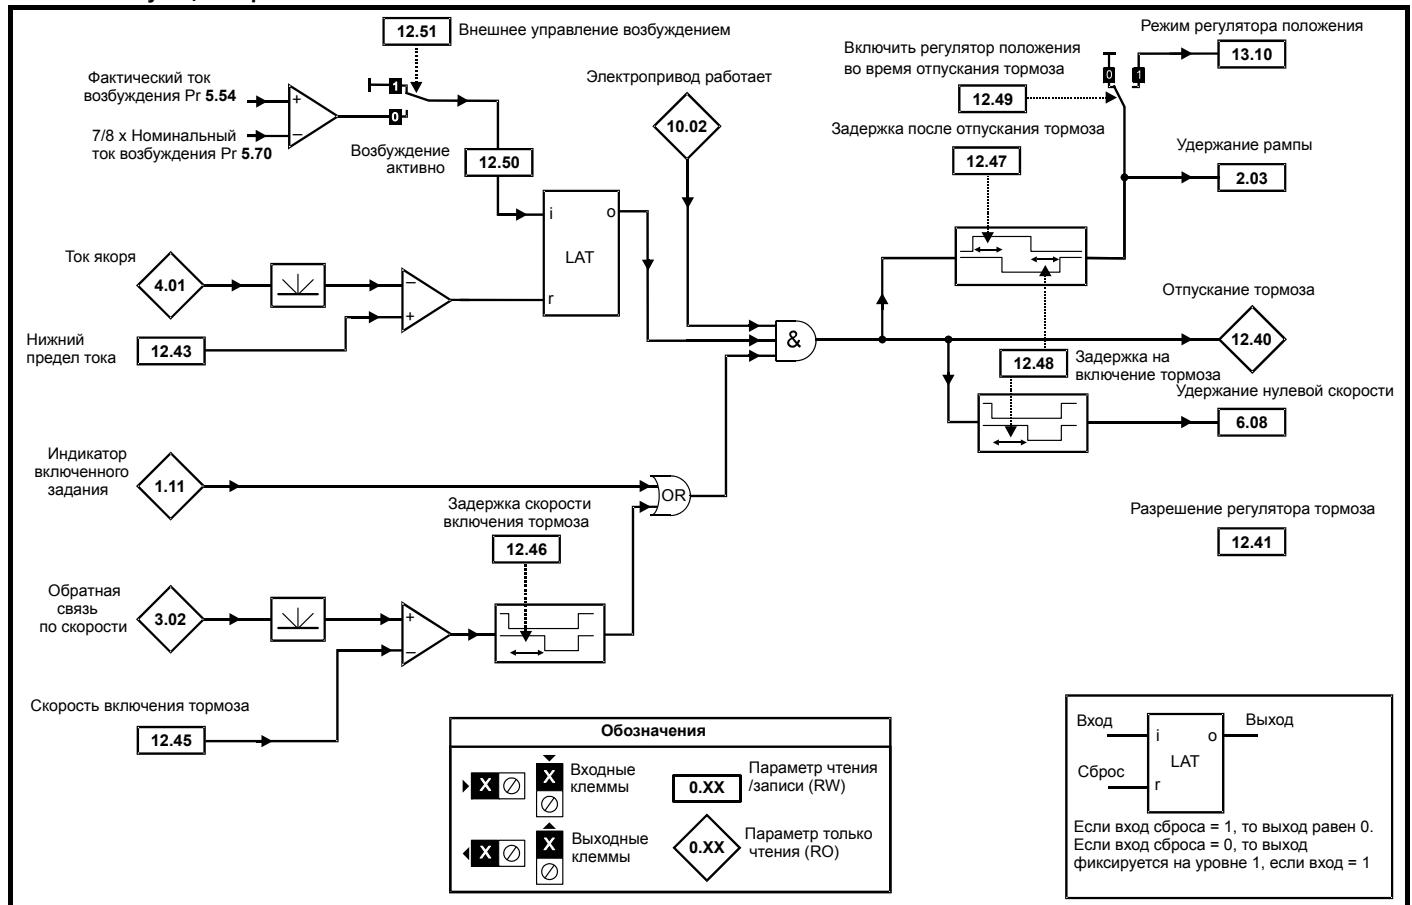 12.51
Внешнее управление возбуждением
Фактический ток
возбуждения Pr 5.54
+
−
7/8 x Номинальный
ток возбуждения Pr 5.70
1
0
Возбуждение
активно
12.50
Электропривод работает
10.02
Режим регулятора положения
13.10
Включить регулятор положения
во время отпускания тормоза
0
1
12.49
Задержка после отпускания тормоза
12.47
Удержание рампы
2.03
i
o
LAT
r
Ток якоря
4.01
−
+
Нижний
предел тока
12.43
&
Отпускание тормоза
12.40
12.48
Задержка на
включение тормоза
Удержание нулевой скорости
6.08
Индикатор
включенного
задания
1.11
OR
Задержка скорости
включения тормоза
12.46
Разрешение регулятора тормоза
12.41
Обратная
связь
по скорости
3.02
+
−
Скорость включения тормоза
12.45
Обозначения
X
X
Входные
клеммы
0.XX
Параметр чтения
/записи (RW)
X
X
Выходные
клеммы
0.XX
Параметр только
чтения (RO)
Вход
i
o
Выход
LAT
Сброс
r
Если вход сброса = 1, то выход равен 0.
Если вход сброса = 0, то выход
фиксируется на уровне 1, если вход = 1